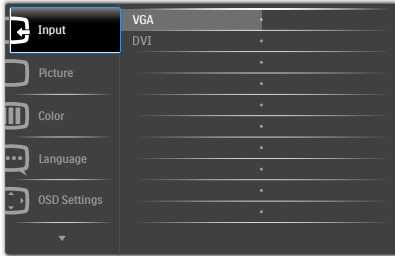 Input
VGA
DVI
Picture
Color
Language
OSD Settings